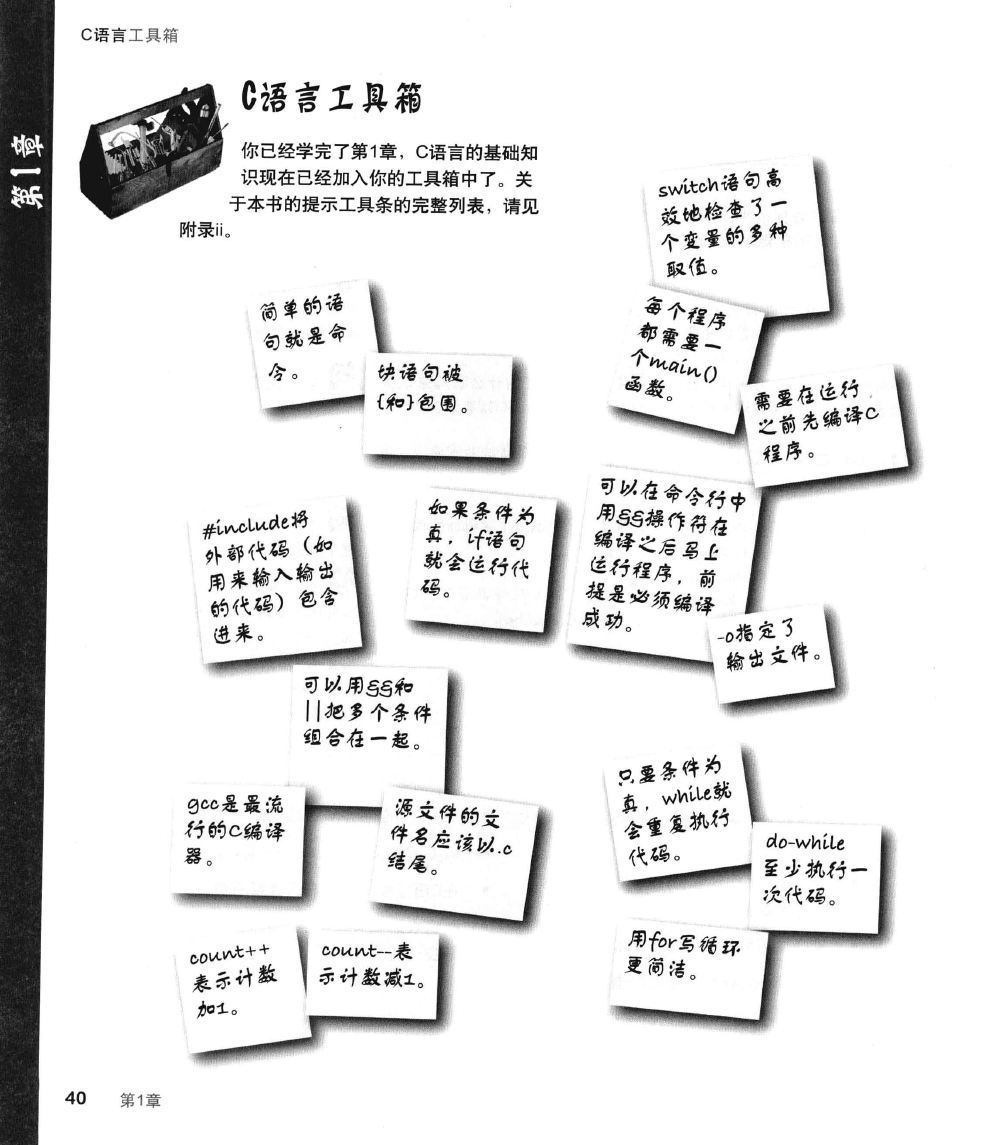 C语言工具箱
第1章
C语言工具箱
你已经学完了第1章，C语言的基础知
识现在已经加入你的工具箱中了。关
于本书的提示工具条的完整列表，请见
附录ii。
switch语句高
效地检查了一
个变量的多种
取值。
简单的语
句就是命
令。
块语句被
{和}包围。
每个程序
都需要一
个main()
函数。
需要在运行
之前先编译C
程序。
#include将
外部代码（如
用来输入输出
的代码）包含
进来。
如果条件为
真，if语句
就会运行代
码。
可以在命令行中
用&&操作符在
编译之后马上
运行程序，前
提是必须编译
成功。
-o指定了
输出文件。
可以用&&和
||把多个条件
组合在一起。
gcc是最流
行的C编译
器。
源文件的文
件名应该以.c
结尾。
只要条件为
真，while就
会重复执行
代码。
do-while
至少执行一
次代码。
count++
表示计数
加1。
count--表
示计数减1。
用for写循环
更简洁。
40 第1章